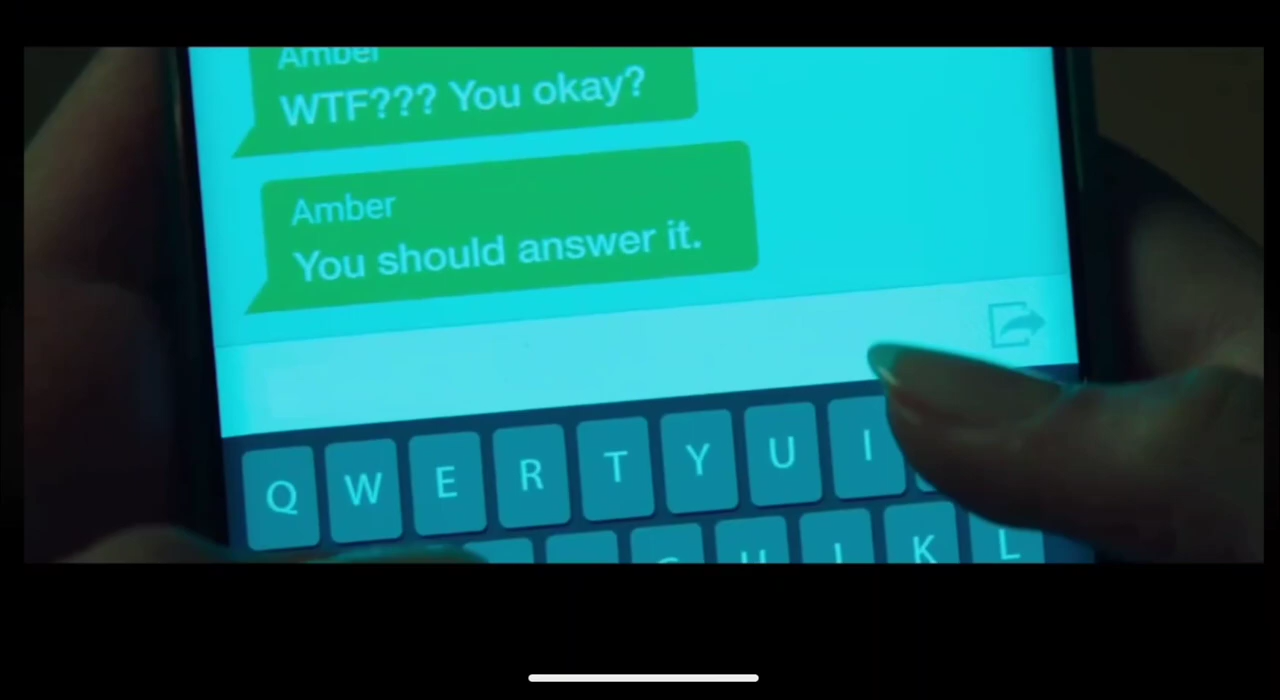 Amber
WTF??? You okay?
Amber
You should answer it.
Q W E R T Y U I
K L